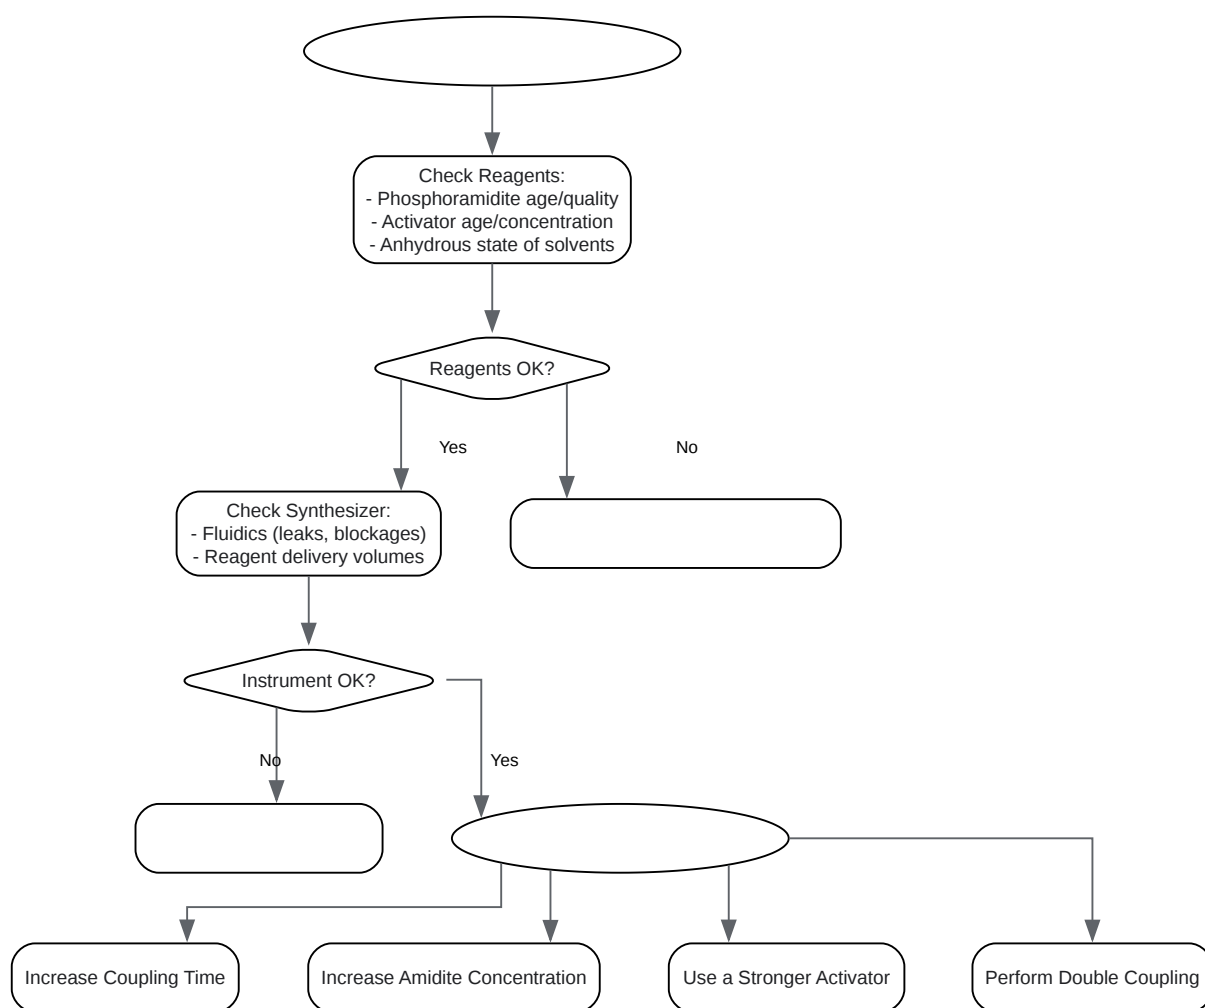 Check Reagents:
- Phosphoramidite age/quality
- Activator age/concentration
- Anhydrous state of solvents
Reagents OK?
Yes
No
Check Synthesizer:
- Fluidics (leaks, blockages)
- Reagent delivery volumes
Instrument OK?
No
Yes
Increase Coupling Time
Increase Amidite Concentration
Use a Stronger Activator
Perform Double Coupling